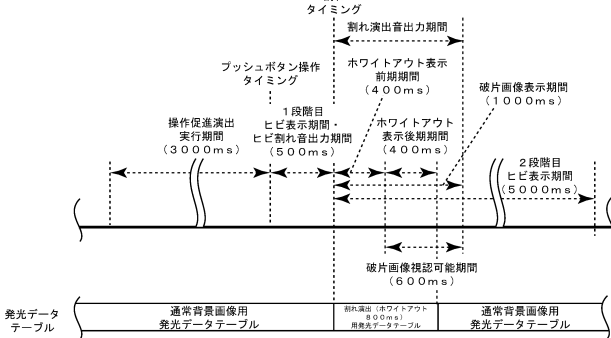 タイミング
割れ演出音出力期間
プッシュボタン操作
タイミング
ホワイトアウト表示
前期期間
(400ms)
破片画像表示期間
(1000ms)
操作促進演出
実行期間
(3000ms)
1段階目
ヒビ表示期間・
ヒビ割れ音出力期間
(500ms)
ホワイトアウト
表示後期期間
(400ms)
2段階目
ヒビ表示期間
(5000ms)
破片画像視認可能期間
(600ms)
発光データ
テーブル
通常背景画像用
発光データテーブル
割れ演出(ホワイトアウト
800ms)
用発光データテーブル
通常背景画像用
発光データテーブル